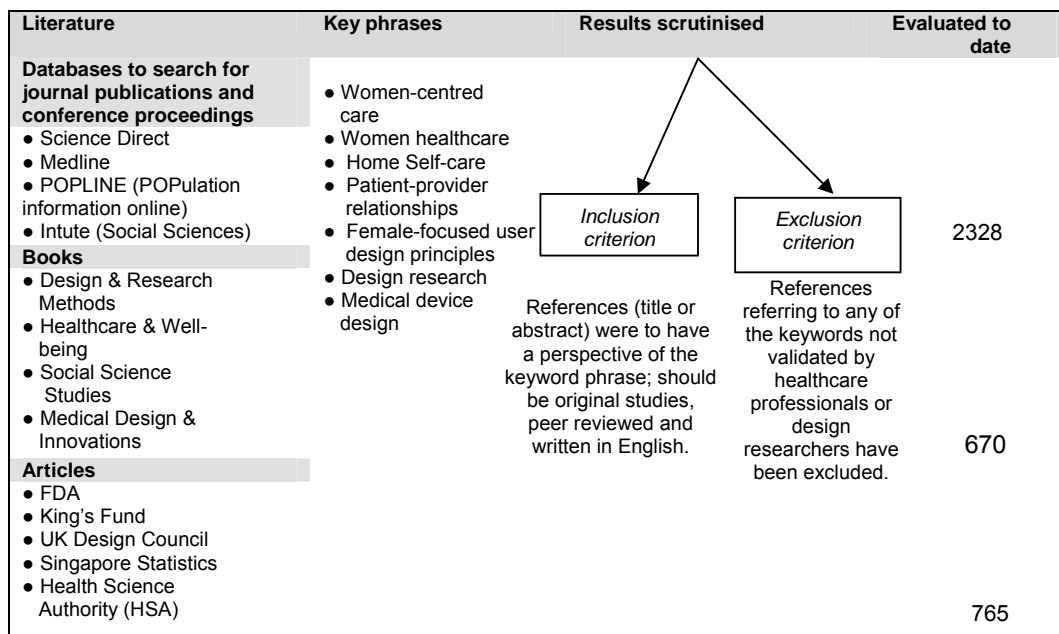 Literature
Key phrases
Results scrutinised
Evaluated to
date
Databases to search for
journal publications and
conference proceedings
● Science Direct
● Medline
● POPLINE (POPulation
information online)
● Intute (Social Sciences)
Books
● Design & Research
Methods
● Healthcare & Well-
being
● Social Science
Studies
● Medical Design &
Innovations
Articles
● FDA
● King's Fund
● UK Design Council
● Singapore Statistics
● Health Science
Authority (HSA)
● Women-centred
care
● Women healthcare
● Home Self-care
● Patient-provider
relationships
● Female-focused user
design principles
● Design research
● Medical device
design
Inclusion
criterion
References (title or
abstract) were to have
a perspective of the
keyword phrase; should
be original studies,
peer reviewed and
written in English.
Exclusion
criterion
References
referring to any of
the keywords not
validated by
healthcare
professionals or
design
researchers have
been excluded.
2328
670
765